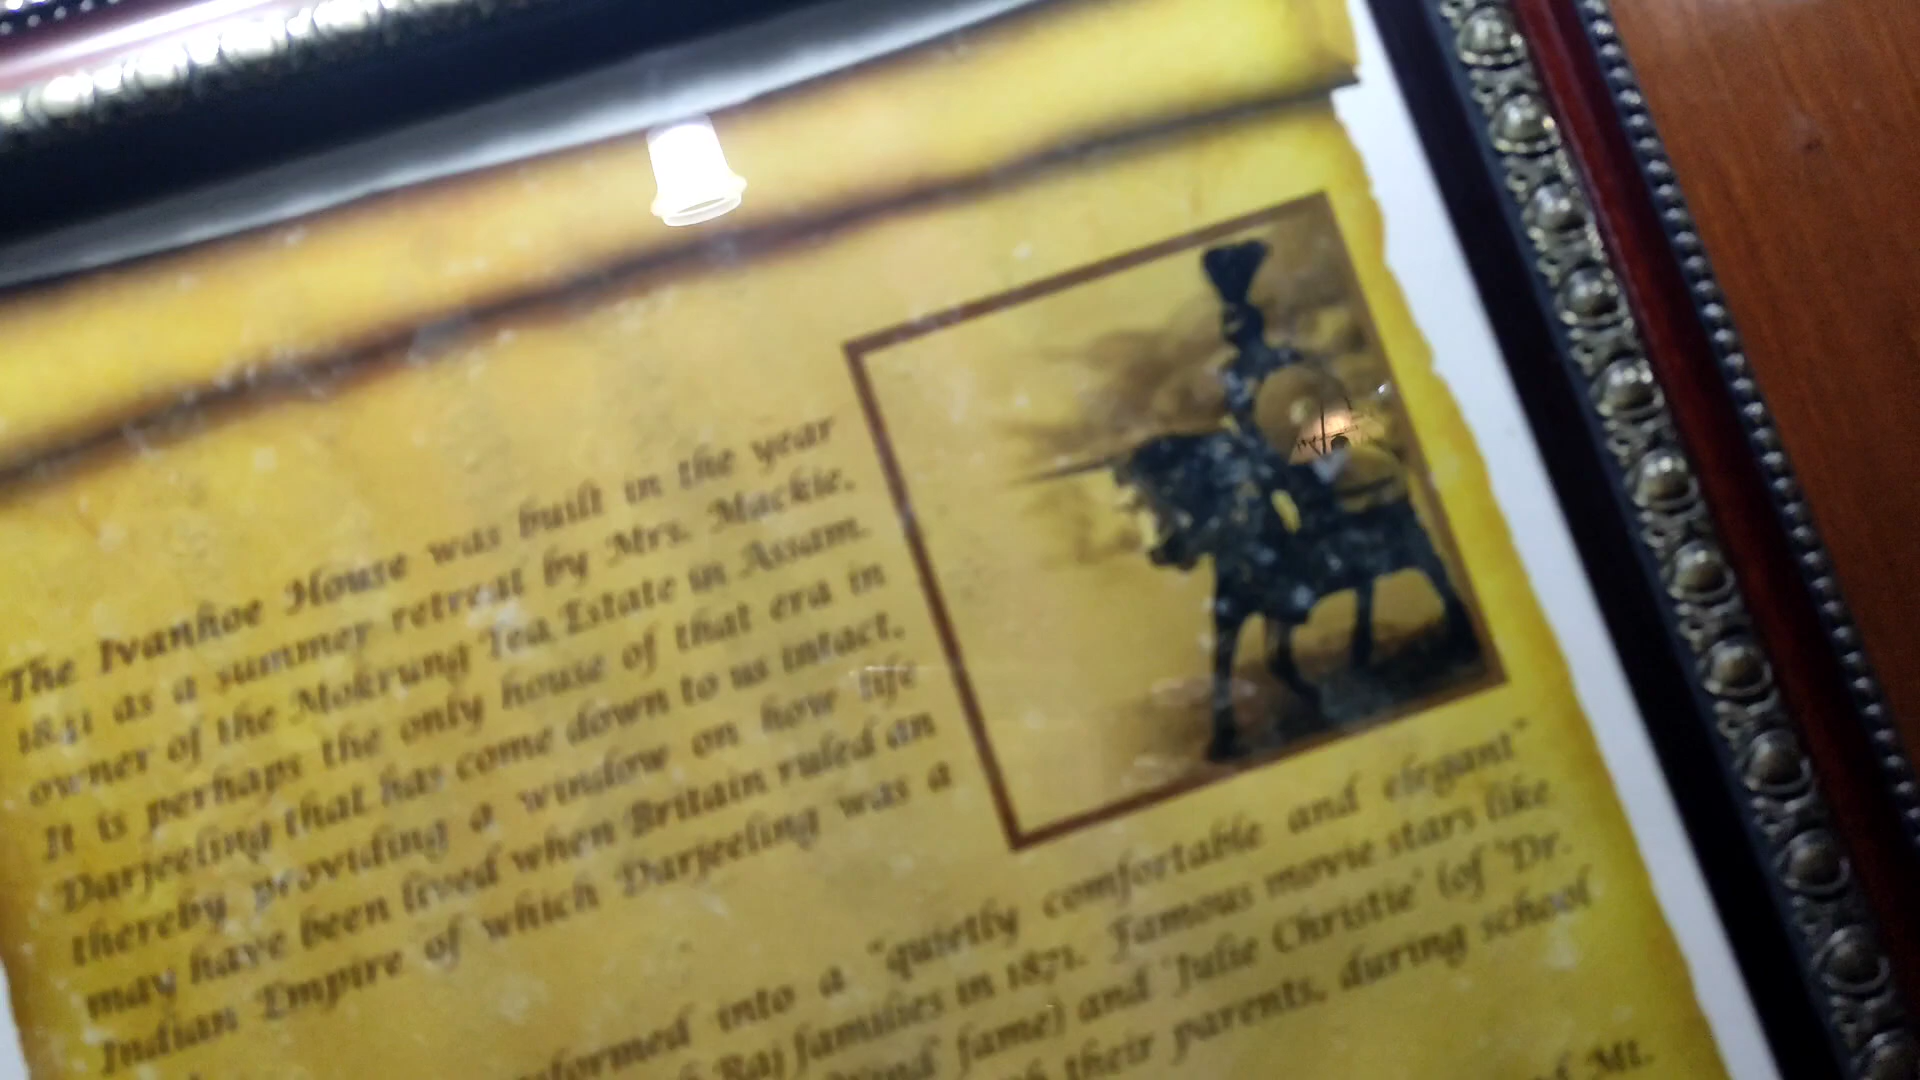 The Ivanhoe House was built in the year
as a summer retreat by Mrs. Mackie,
owner of the Mokrung Tea Estate in Assam.
It is perhaps the only house of that era in
Darjeeling that has come down to us intact,
thereby providing a window on how life
may have been lived when Britain ruled an
Indian Empire of which Darjeeling was a
into a "quietly comfortable and elegant"
Raj families in 1871. Famous movie stars like
fame) and 'Julie Christie' (of 'Dr.
their parents, during school
of Mt.